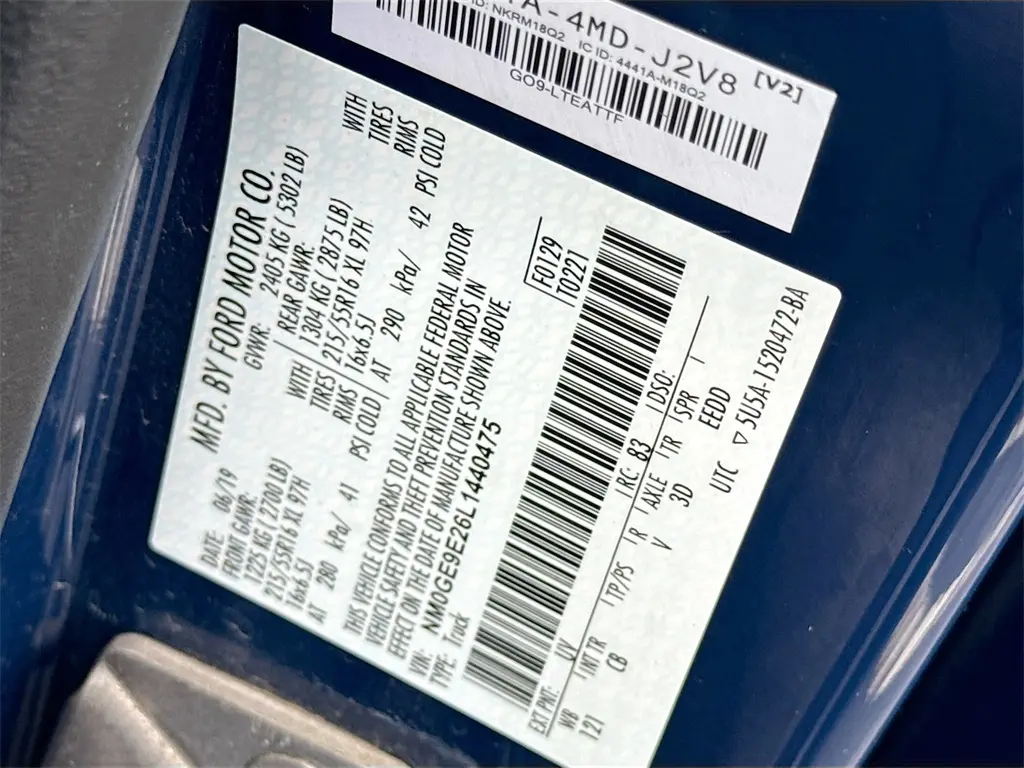 A-4MD-J2V8 [V2]
ID: NKRM18Q2 IC ID: 4441A-M18Q2
GO9-LTEATTF
MFD. BY FORD MOTOR CO.
DATE: 06/19 GVWR: 2405 KG ( 5302 LB)
FRONT GAWR: REAR GAWR:
1225 KG ( 2700 LB) WITH 1304 KG ( 2875 LB) WITH
215/55R16 XL 97H TIRES 215/55R16 XL 97H TIRES
16x6.5J RIMS 16x6.5J RIMS
AT 280 kPa/ 41 PSI COLD AT 290 kPa/ 42 PSI COLD
THIS VEHICLE CONFORMS TO ALL APPLICABLE FEDERAL MOTOR
VEHICLE SAFETY AND THEFT PREVENTION STANDARDS IN
EFFECT ON THE DATE OF MANUFACTURE SHOWN ABOVE.
VIN: NM0GE9E26L1440475
TYPE: Truck
F0129
T0221
EXT PNT: RC: B3 DSO:
WB INT TR TP/PS R AXLE TR SPR
121 CB V 3D EEDD
UTC ▽ 5U5A-1520472-BA